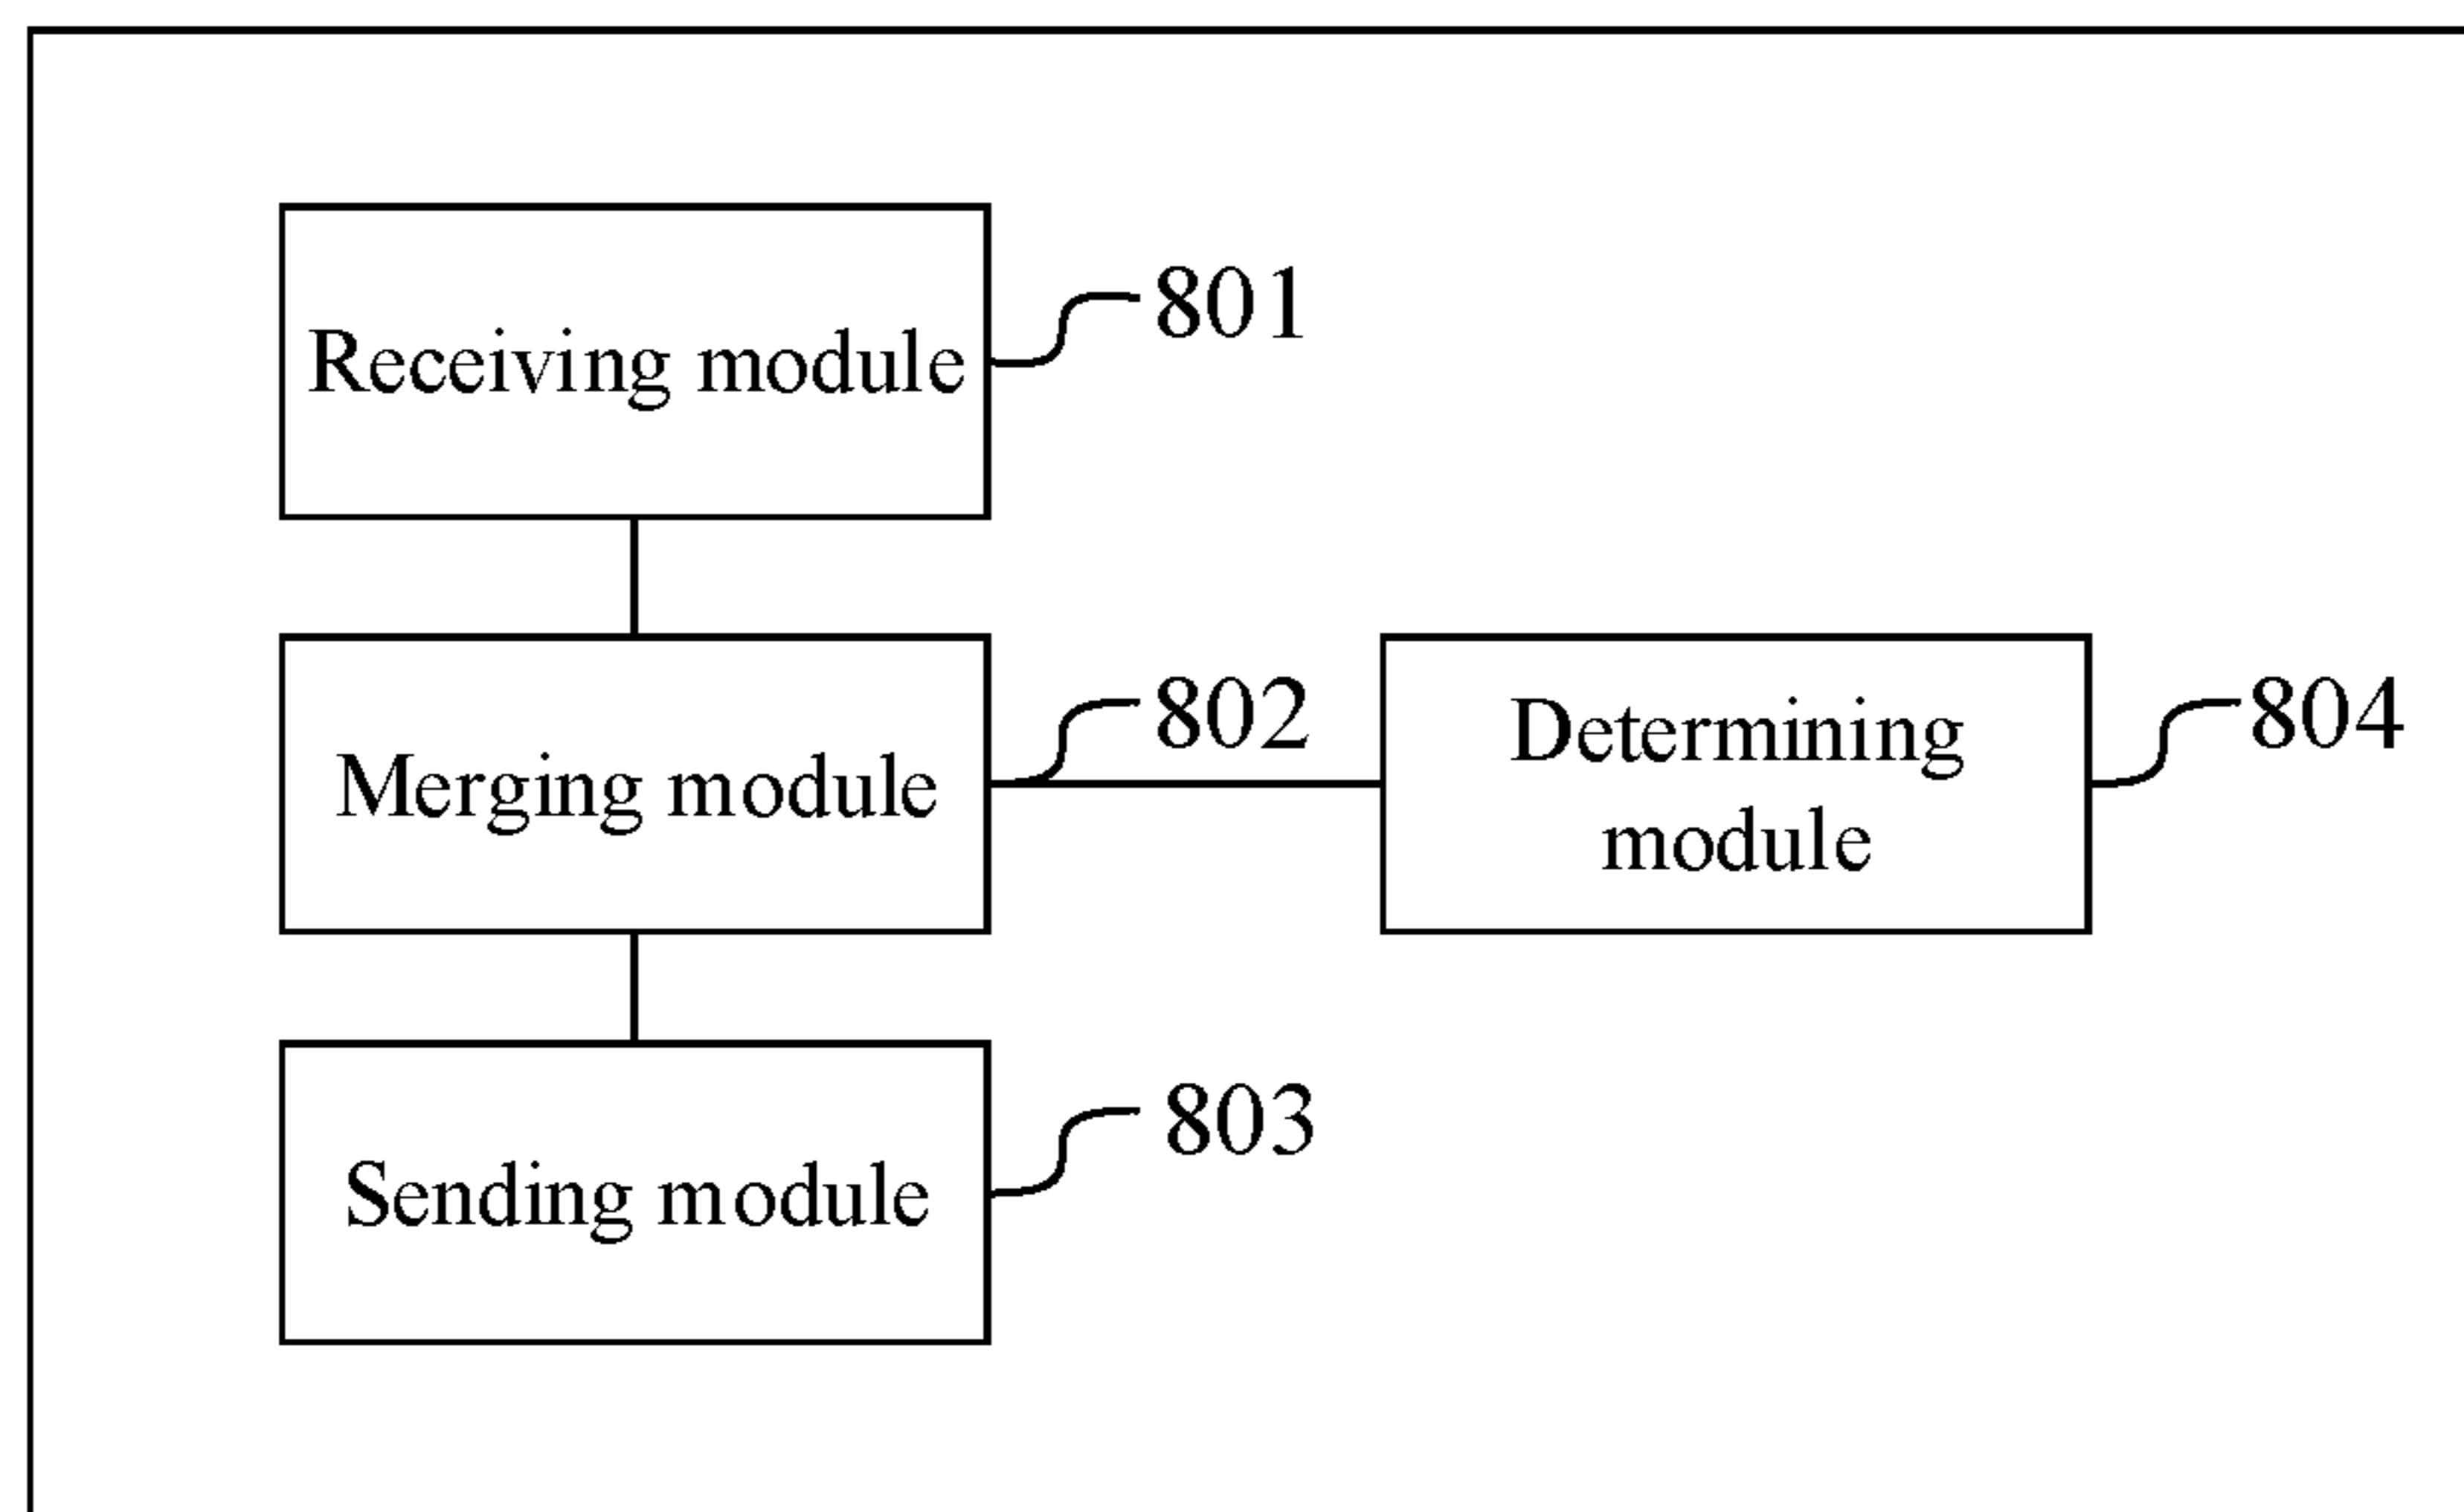 Receiving module
801
Merging module
802
Determining
module
804
Sending module
803